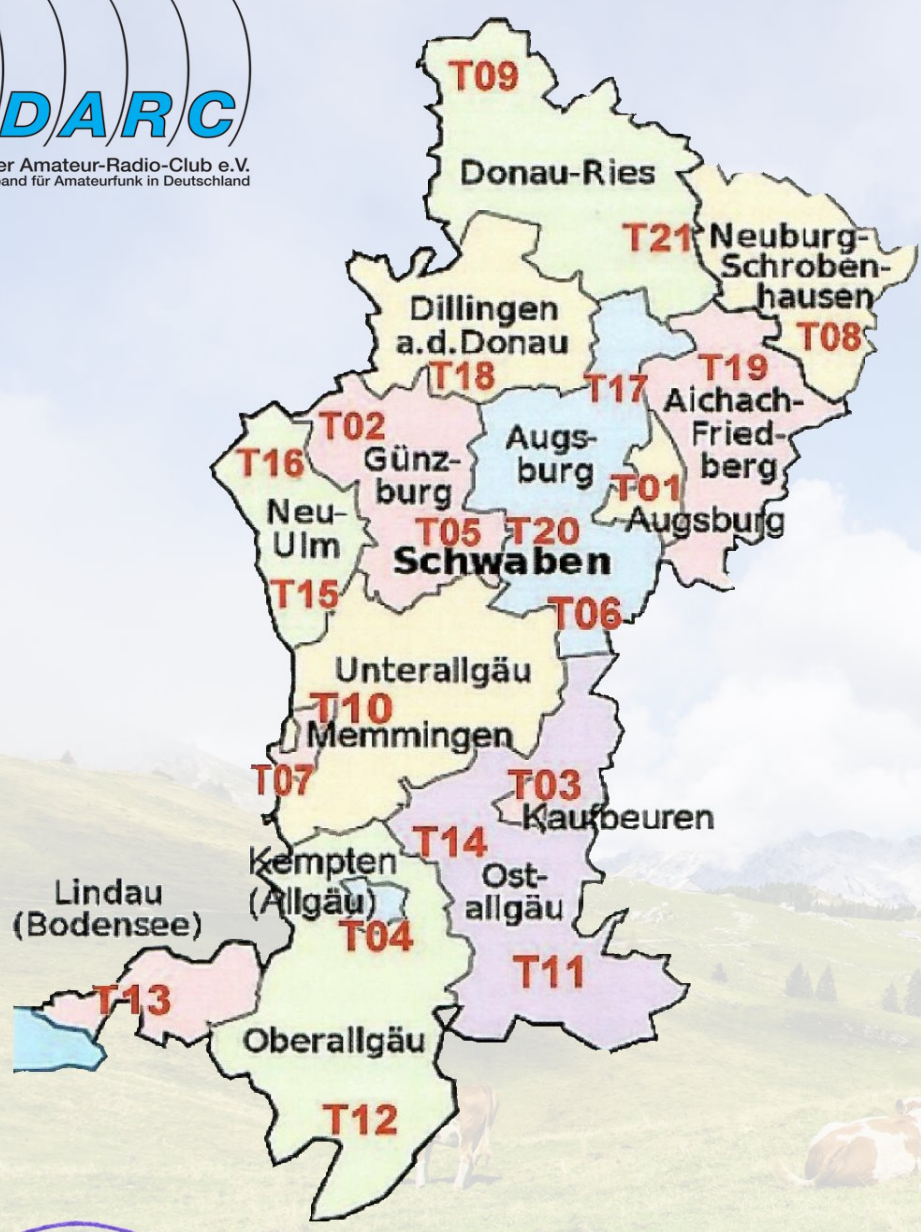 DARC
er Amateur-Radio-Club e.V.
and für Amateurfunk in Deutschland
T09
Donau-Ries
T21
Neuburg-
Schroben-
hausen
T08
Dillingen
a.d.Donau
T18
T17
T19
Aichach-
Fried-
berg
T02
Günz-
burg
T05
T16
Neu-
Ulm
T15
Augs-
burg
T01
Augsburg
T20
Schwaben
T06
Unterallgäu
T10
Memmingen
T07
T03
Kaufbeuren
T14
Ost-
allgäu
T11
Kempten
(Allgäu)
T04
Lindau
(Bodensee)
T13
Oberallgäu
T12